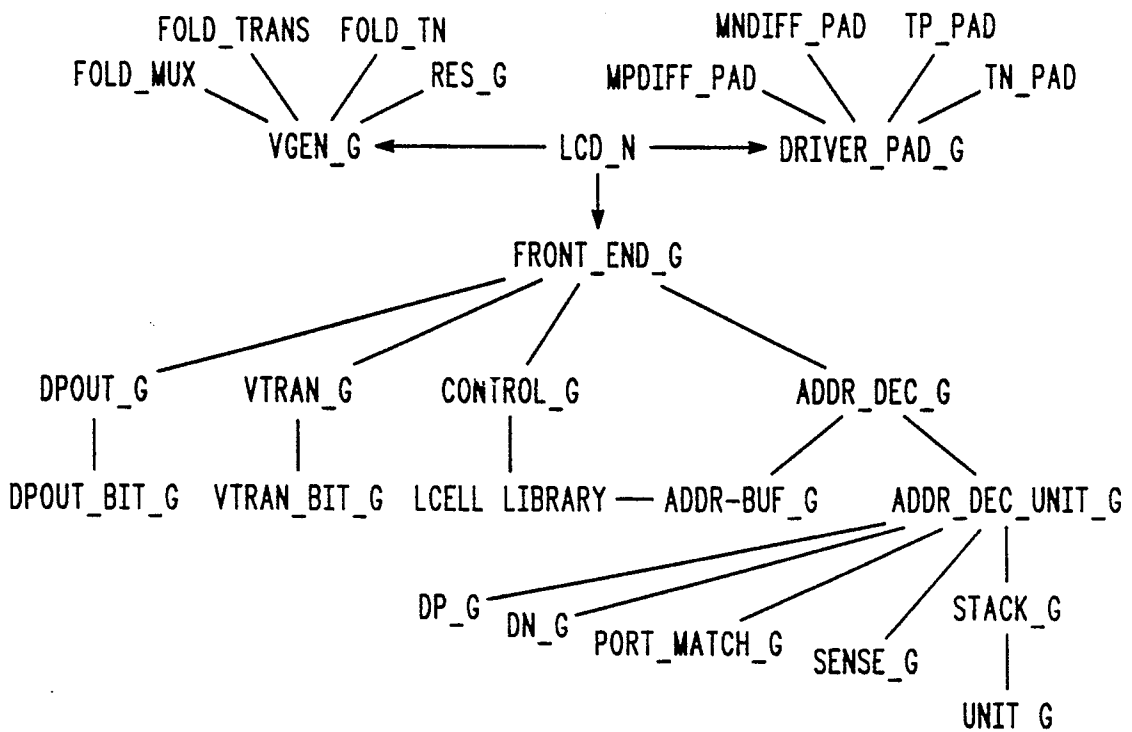 FOLD_TRANS FOLD_TN MNDIFF_PAD TP_PAD
FOLD_MUX RES_G MPDIFF_PAD TN_PAD
VGEN_G LCD_N DRIVER_PAD_G
FRONT_END_G
DPOUT_G VTRAN_G CONTROL_G ADDR_DEC_G
DPOUT_BIT_G VTRAN_BIT_G LCELL LIBRARY ADDR-BUF_G ADDR_DEC_UNIT_G
DP_G DN_G PORT_MATCH_G SENSE_G STACK_G
UNIT G